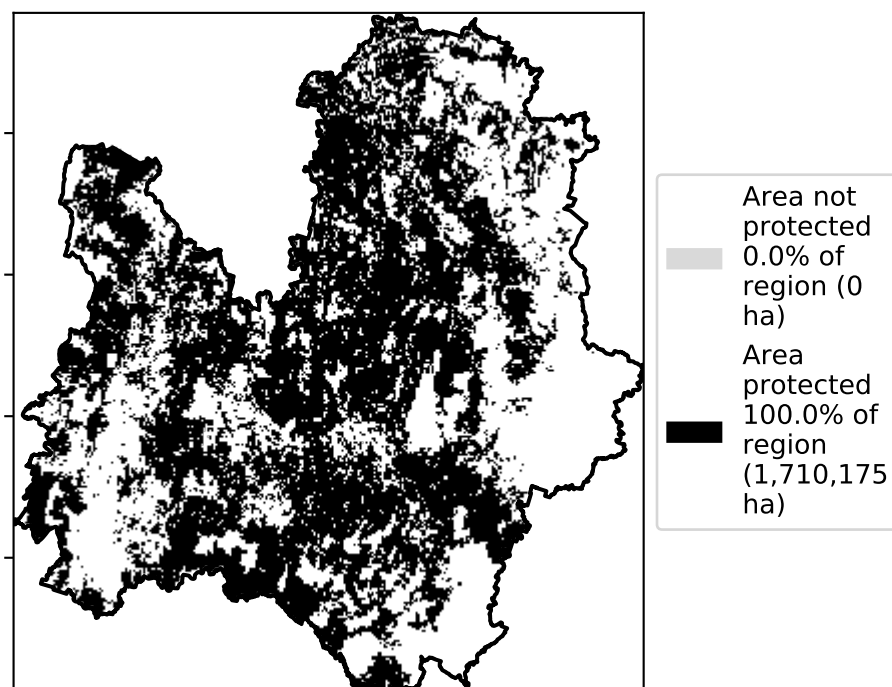 Area not
protected
0.0% of
region (0
ha)
Area
protected
100.0% of
region
(1,710,175
ha)